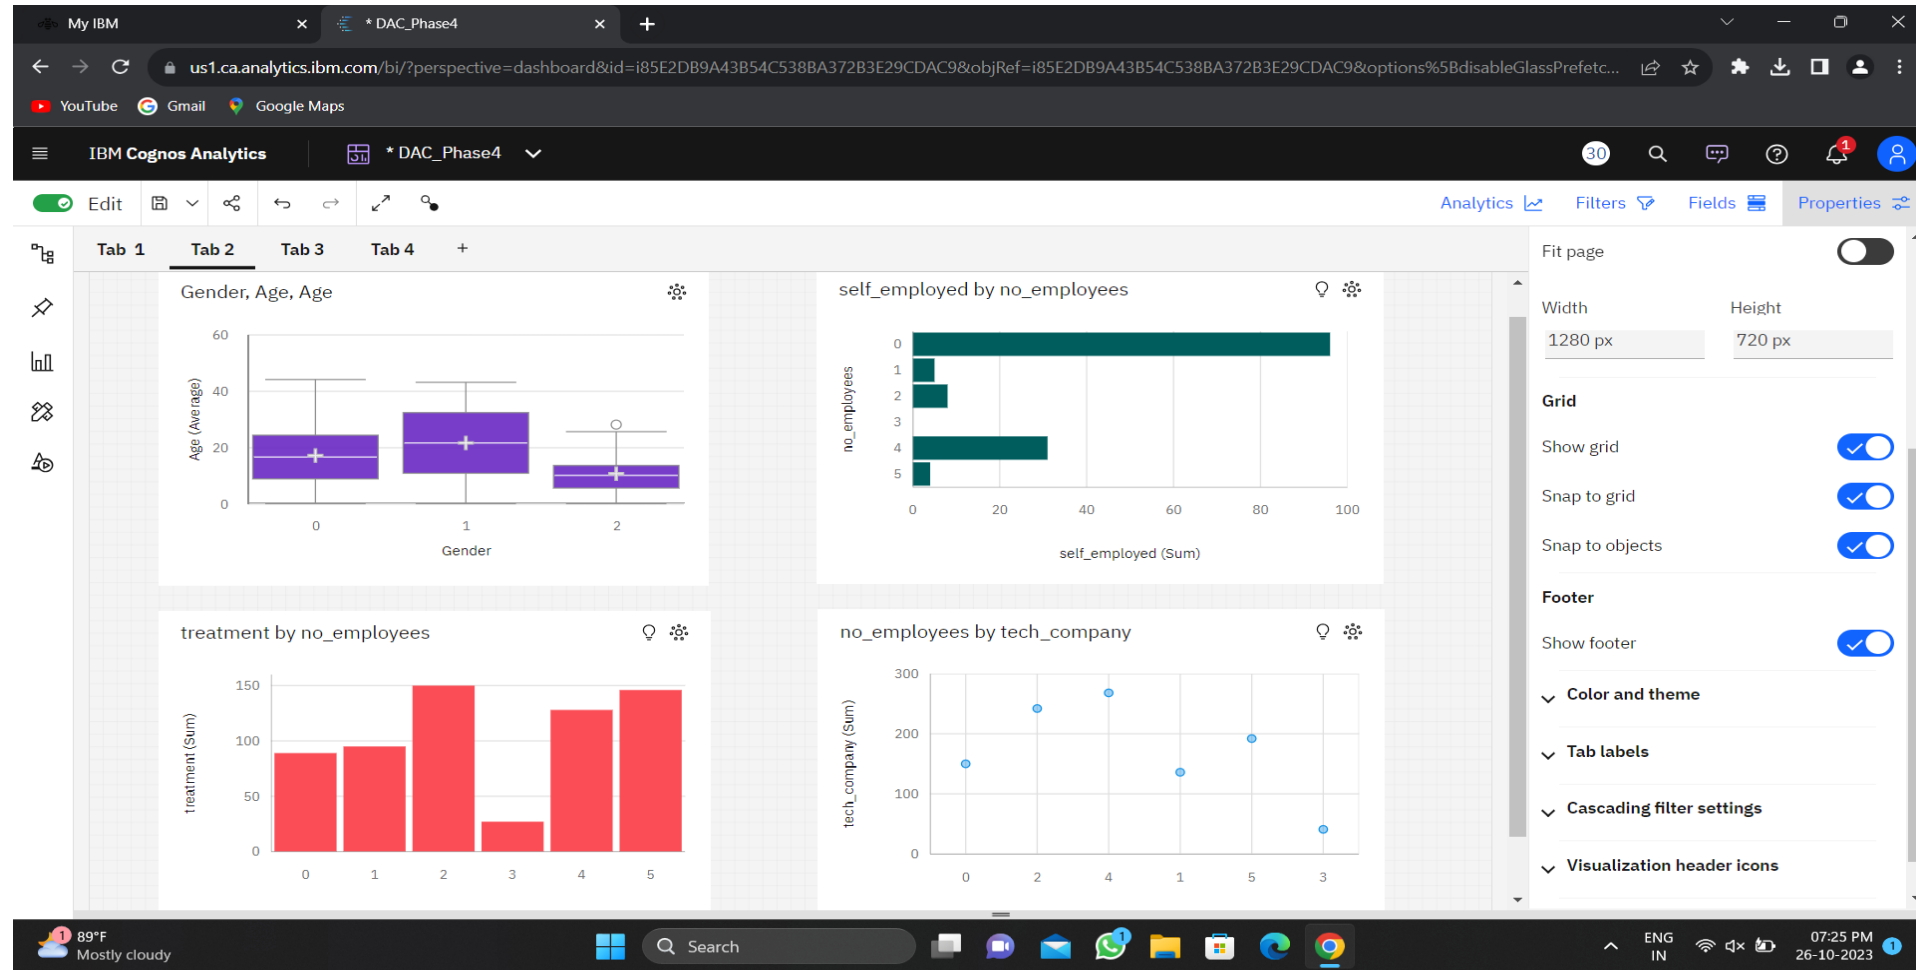 My IBM
* DAC_Phase4
us1.ca.analytics.ibm.com/bi/?perspective=dashboard&id=i85E2DB9A43B54C538BA372B3E29CDAC9&objRef=i85E2DB9A43B54C538BA372B3E29CDAC9&options%5BdisableGlassPrefetc...
YouTube Gmail Google Maps
IBM Cognos Analytics * DAC_Phase4 30 1
Edit Analytics Filters Fields Properties
Tab 1 Tab 2 Tab 3 Tab 4 +
Gender, Age, Age
60
40
20
0
Age (Average)
0 1 2
Gender
self_employed by no_employees
no_employees
0
1
2
3
4
5
0 20 40 60 80 100
self_employed (Sum)
treatment by no_employees
treatment (Sum)
150
100
50
0
0 1 2 3 4 5
no_employees by tech_company
tech_company (Sum)
300
200
100
0
0 2 4 1 5 3
Fit page
Width Height
1280 px 720 px
Grid
Show grid
Snap to grid
Snap to objects
Footer
Show footer
Color and theme
Tab labels
Cascading filter settings
Visualization header icons
1
89°F
Mostly cloudy
Search
1
ENG
IN
07:25 PM
26-10-2023
1